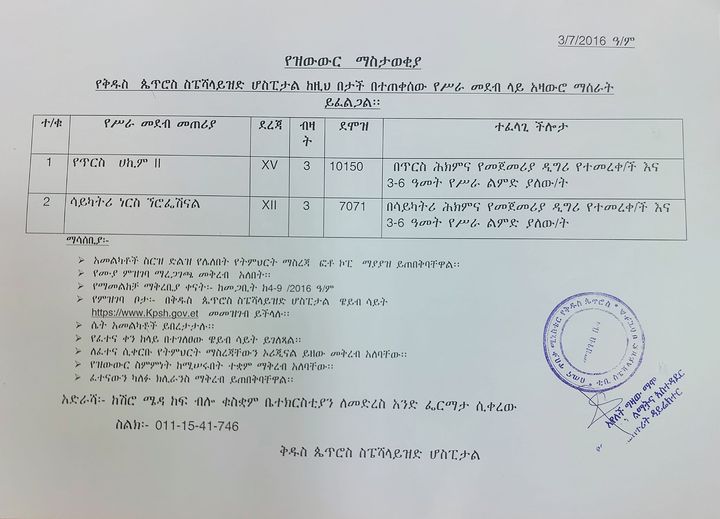 3/7/2016 ዓ/ም
የዝውውር ማስታወቂያ
የቅዱስ ጴጥሮስ ስፔሻላይዝድ ሆስፒታል ከዚህ በታች በተጠቀሰው የሥራ መደብ ላይ አዛውሮ ማሰራት
ይፈልጋል፡፡
ተ/ቁ የሥራ መደብ መጠሪያ ደረጃ ብዛት ደሞዝ ተፈላጊ ችሎታ
1 የጥርስ ሀኪም II XV 3 10150 በጥርስ ሕክምና የመጀመሪያ ዲግሪ የተመረቀ/ች እና
3-6 ዓመት የሥራ ልምድ ያለው/ት
2 ሳይካትሪ ነርስ ኘሮፌሽናል XII 3 7071 በሳይካትሪ ሕክምና የመጀመሪያ ዲግሪ የተመረቀ/ች እና
3-6 ዓመት የሥራ ልምድ ያለው/ት
ማሳሰቢያ፡-
አመልካቾች ስርዝ ድልዝ የሌለበት የትምህርት ማስረጃ ፎቶ ኮፒ ማያያዝ ይጠበቅባቸዋል፡፡
የሙያ ምዝገባ ማረጋገጫ መቅረብ አለበት፡፡
የማመልከቻ ማቅረቢያ ቀናት፡- ከመጋቢት ከ4-9 /2016 ዓ/ም
የምዝገባ ቦታ፡- በቅዱስ ጴጥሮስ ስፔሻላይዝድ ሆስፒታል ዌይብ ሳይት
https://www.Kpsh.gov.et መመዝገብ ይችላሉ፡፡
ሴት አመልካቾች ይበረታታሉ፡፡
የፈተና ቀን ከላይ በተገለፀው ዌይብ ሳይት ይገለጻል፡፡
ለፈተና ሲቀርቡ የትምህርት ማስረጃቸውን ኦሪጂናል ይዘው መቅረብ አለባቸው፡፡
የዝውውር ስምምነት ከሚሠሩበት ተቋም ማቅረብ አለባቸው፡፡
ፈተናውን ካለፉ ክሊራንስ ማቅረብ ይጠበቅባቸዋል፡፡
አድራሻ፡- ከሽሮ ሜዳ ከፍ ብሎ ቁስቋም ቤተክርስቲያን ለመድረስ አንድ ፌርማታ ሲቀረው
ስልክ፡- 011-15-41-746
ቅዱስ ጴጥሮስ ስፔሻላይዝድ ሆስፒታል